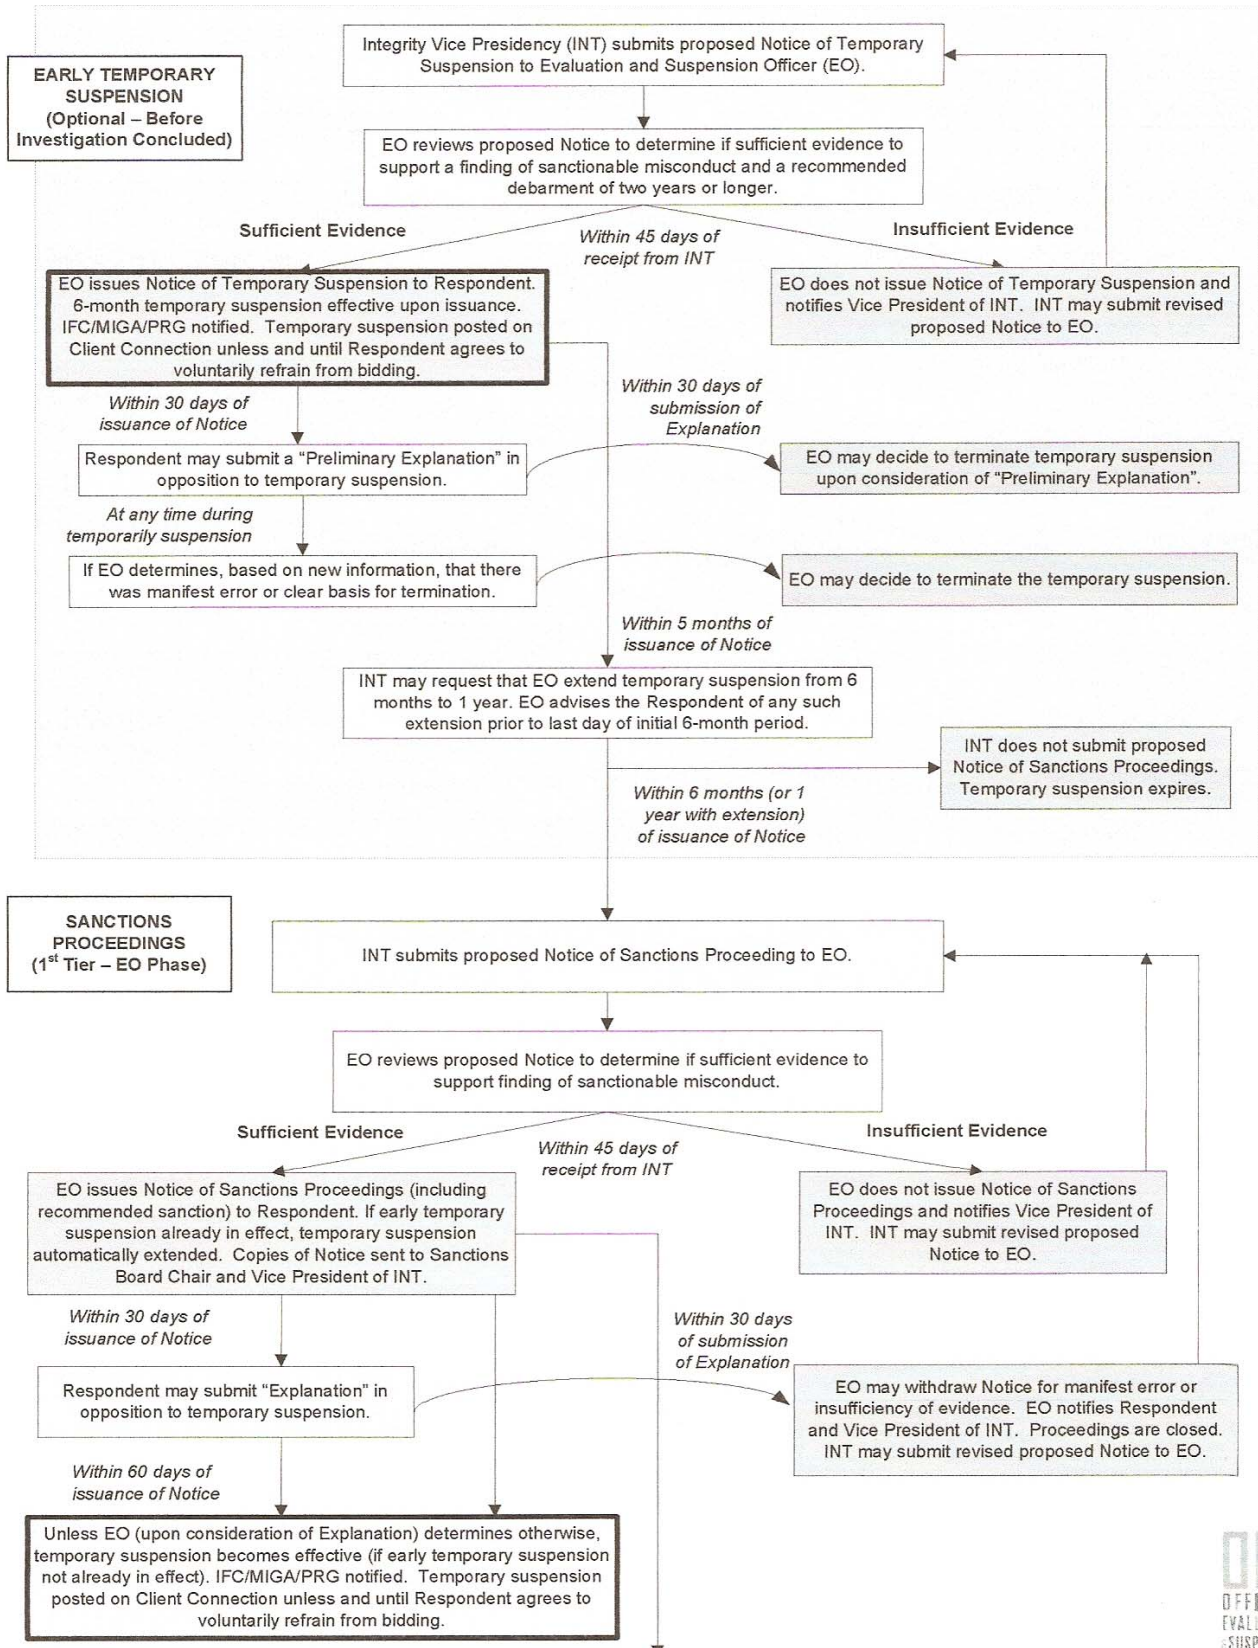 Integrity Vice Presidency (INT) submits proposed Notice of Temporary
Suspension to Evaluation and Suspension Officer (EO).
EARLY TEMPORARY
SUSPENSION
(Optional – Before
Investigation Concluded)
EO reviews proposed Notice to determine if sufficient evidence to
support a finding of sanctionable misconduct and a recommended
debarment of two years or longer.
Sufficient Evidence
Within 45 days of
receipt from INT
Insufficient Evidence
EO issues Notice of Temporary Suspension to Respondent.
6-month temporary suspension effective upon issuance.
IFC/MIGA/PRG notified. Temporary suspension posted on
Client Connection unless and until Respondent agrees to
voluntarily refrain from bidding.
EO does not issue Notice of Temporary Suspension and
notifies Vice President of INT. INT may submit revised
proposed Notice to EO.
Within 30 days of
issuance of Notice
Within 30 days of
submission of
Explanation
Respondent may submit a “Preliminary Explanation” in
opposition to temporary suspension.
EO may decide to terminate temporary suspension
upon consideration of “Preliminary Explanation”.
At any time during
temporarily suspension
If EO determines, based on new information, that there
was manifest error or clear basis for termination.
EO may decide to terminate the temporary suspension.
Within 5 months of
issuance of Notice
INT may request that EO extend temporary suspension from 6
months to 1 year. EO advises the Respondent of any such
extension prior to last day of initial 6-month period.
INT does not submit proposed
Notice of Sanctions Proceedings.
Temporary suspension expires.
Within 6 months (or 1
year with extension)
of issuance of Notice
SANCTIONS
PROCEEDINGS
(1st Tier – EO Phase)
INT submits proposed Notice of Sanctions Proceeding to EO.
EO reviews proposed Notice to determine if sufficient evidence to
support finding of sanctionable misconduct.
Sufficient Evidence
Within 45 days of
receipt from INT
Insufficient Evidence
EO issues Notice of Sanctions Proceedings (including
recommended sanction) to Respondent. If early temporary
suspension already in effect, temporary suspension
automatically extended. Copies of Notice sent to Sanctions
Board Chair and Vice President of INT.
EO does not issue Notice of Sanctions
Proceedings and notifies Vice President of
INT. INT may submit revised proposed
Notice to EO.
Within 30 days of
issuance of Notice
Within 30 days
of submission
of Explanation
Respondent may submit “Explanation” in
opposition to temporary suspension.
EO may withdraw Notice for manifest error or
insufficiency of evidence. EO notifies Respondent
and Vice President of INT. Proceedings are closed.
INT may submit revised proposed Notice to EO.
Within 60 days of
issuance of Notice
Unless EO (upon consideration of Explanation) determines otherwise,
temporary suspension becomes effective (if early temporary suspension
not already in effect). IFC/MIGA/PRG notified. Temporary suspension
posted on Client Connection unless and until Respondent agrees to
voluntarily refrain from bidding.